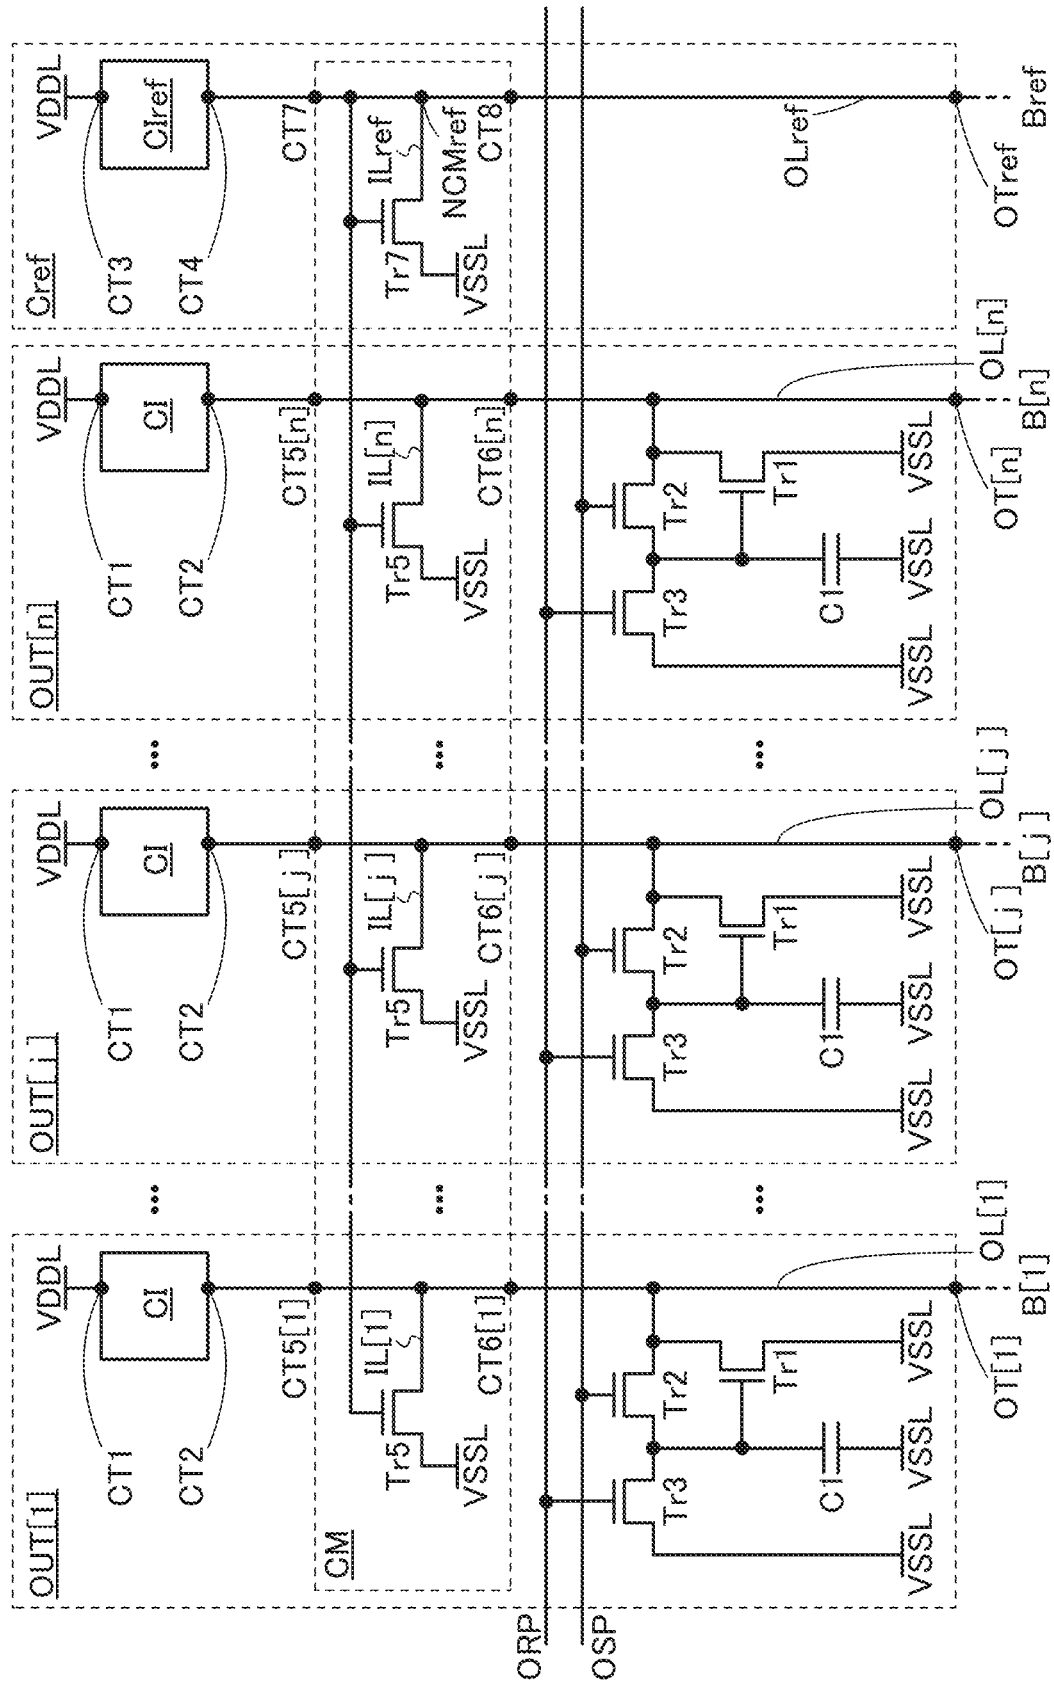 OUT[1]
VDDL
CI
CT1
CT2
CT5[1]
IL[1]
Tr5
VSSL
CT6[1]
CM
Tr3
Tr2
Tr1
C1
VSSL
VSSL
VSSL
OL[1]
OT[1]
B[1]
...
...
...
OUT[j]
VDDL
CI
CT1
CT2
CT5[j]
IL[j]
Tr5
VSSL
CT6[j]
Tr3
Tr2
Tr1
C1
VSSL
VSSL
VSSL
OL[j]
OT[j]
B[j]
...
...
...
OUT[n]
VDDL
CI
CT1
CT2
CT5[n]
IL[n]
Tr5
VSSL
CT6[n]
Tr3
Tr2
Tr1
C1
VSSL
VSSL
VSSL
OL[n]
OT[n]
B[n]
Cref
VDDL
CIref
CT3
CT4
CT7
ILref
Tr7
VSSL
NCMref
CT8
OLref
OTref
Bref
ORP
OSP